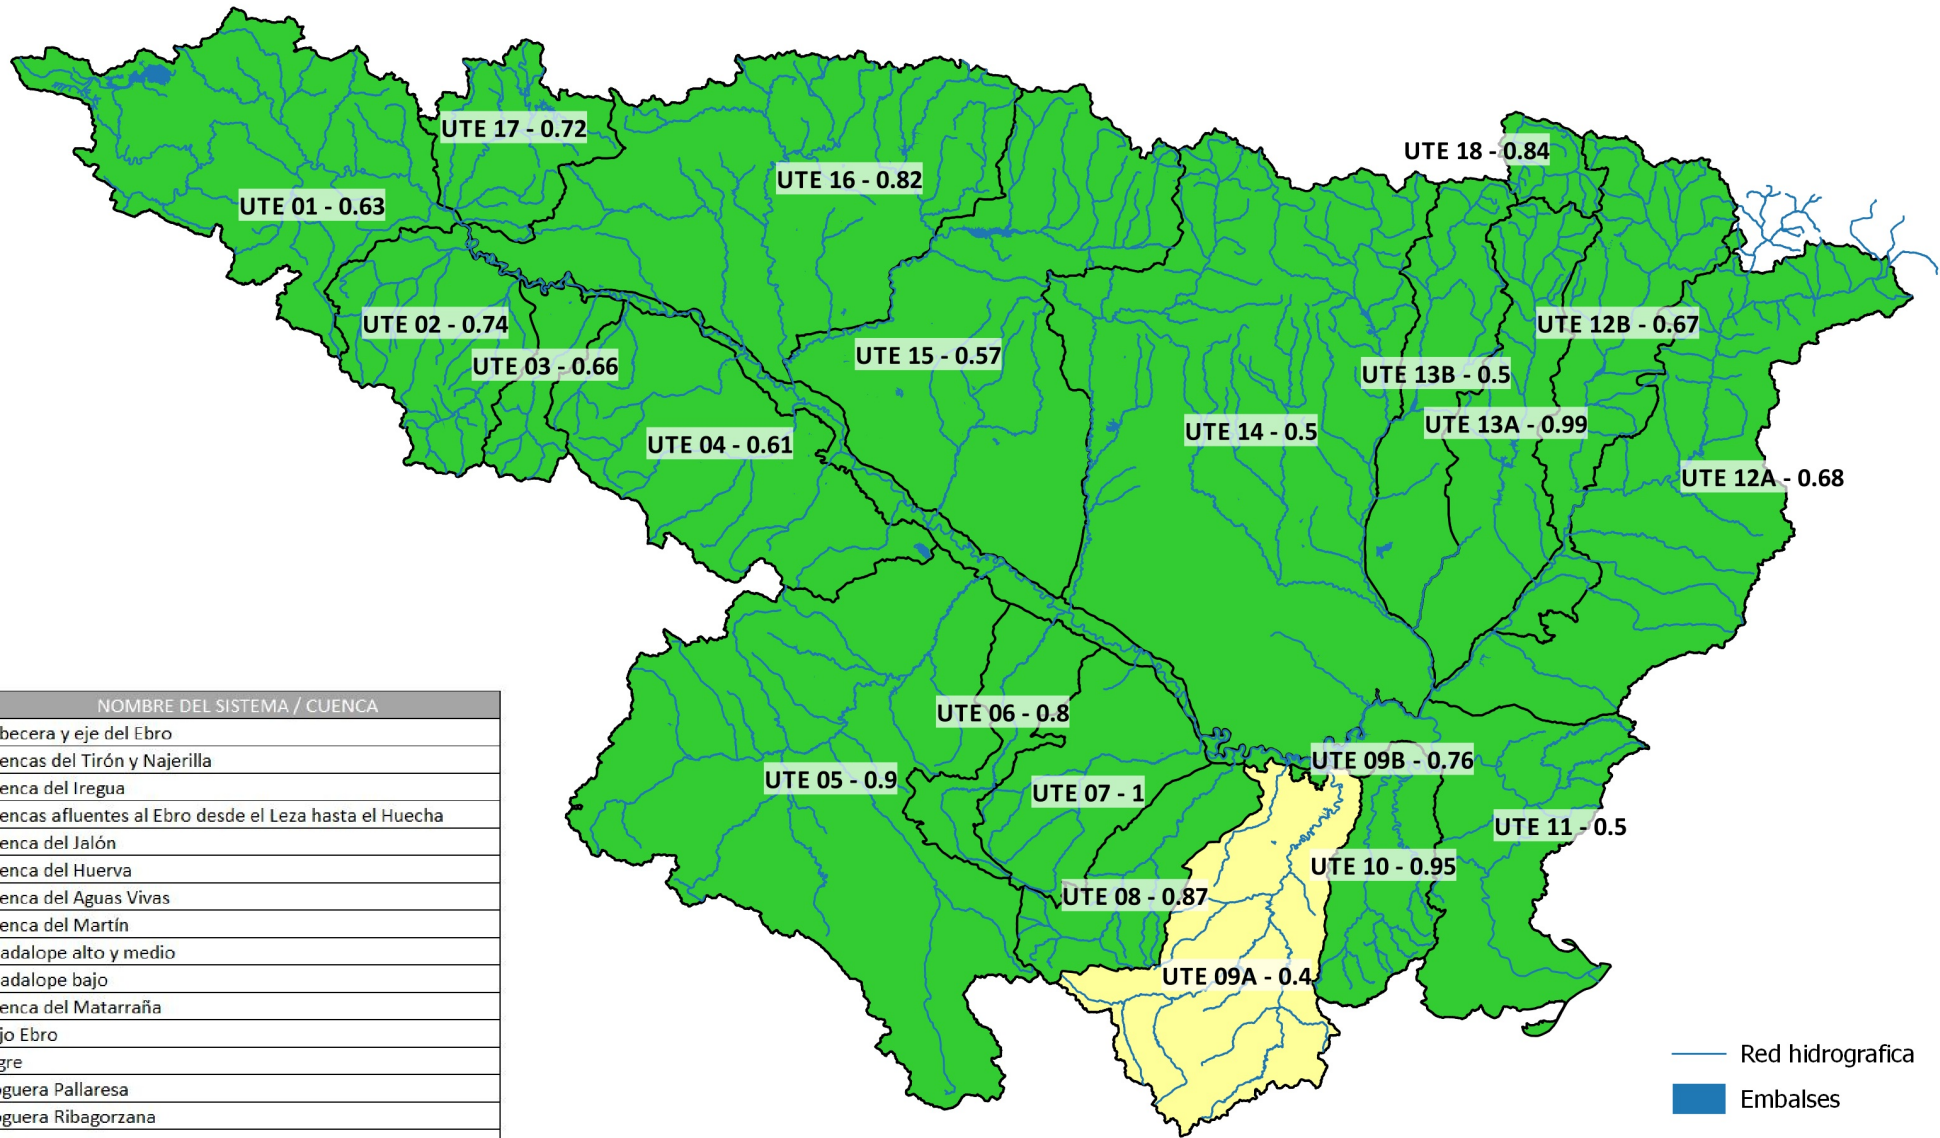 UTE 17 - 0.72
UTE 18 - 0.84
UTE 16 - 0.82
UTE 01 - 0.63
UTE 02 - 0.74
UTE 12B - 0.67
UTE 15 - 0.57
UTE 03 - 0.66
UTE 13B - 0.5
UTE 13A - 0.99
UTE 14 - 0.5
UTE 04 - 0.61
UTE 12A - 0.68
UTE 06 - 0.8
UTE 09B - 0.76
UTE 05 - 0.9
UTE 07 - 1
UTE 11 - 0.5
UTE 10 - 0.95
UTE 08 - 0.87
UTE 09A - 0.4
NOMBRE DEL SISTEMA / CUENCA
becera y eje del Ebro
encas del Tirón y Najerilla
enca del Iregua
encas afluentes al Ebro desde el Leza hasta el Huecha
enca del Jalón
enca del Huerva
enca del Aguas Vivas
enca del Martín
adalope alto y medio
adalope bajo
enca del Matarraña
jo Ebro
gre
guera Pallaresa
guera Ribagorzana
Red hidrografica
Embalses